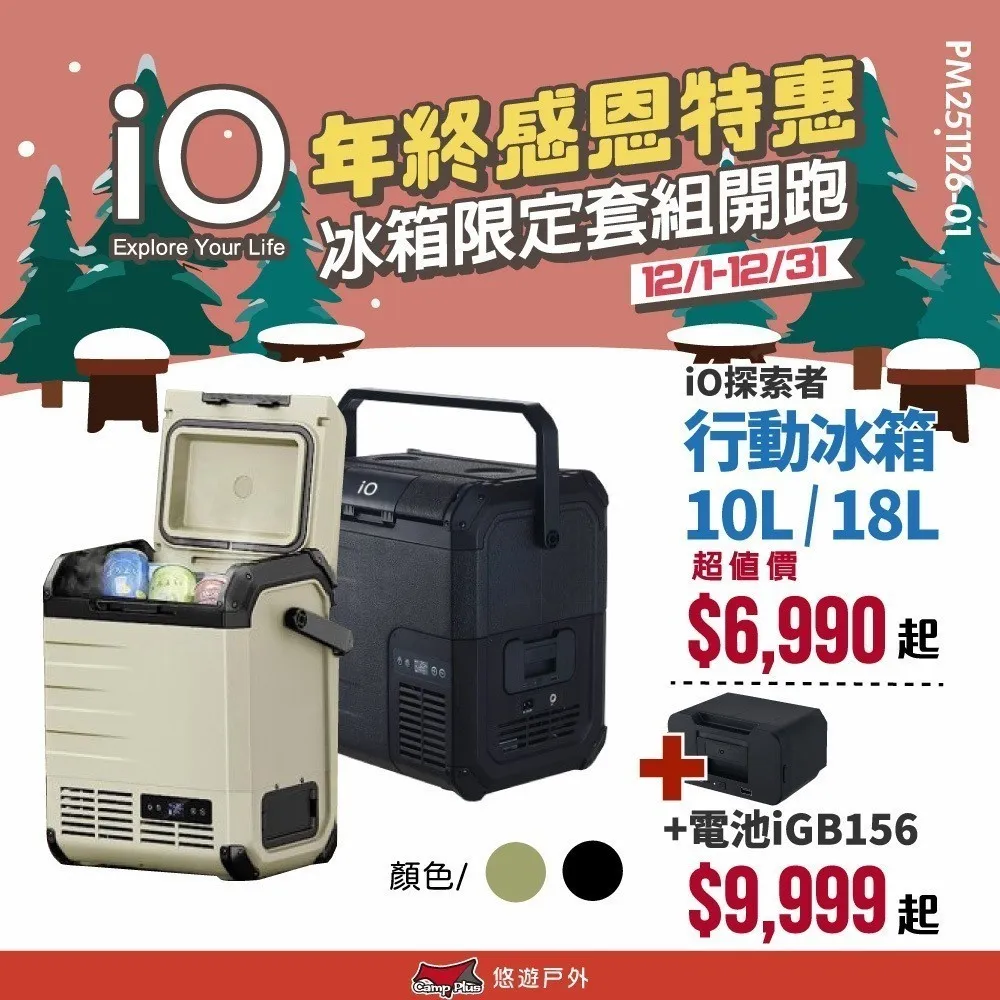 PM251126-01
iO
Explore Your Life
年終感恩特惠
冰箱限定套組開跑
12/1-12/31
iO探索者
行動冰箱
10L/18L
超值價
$6,990起
iO
+電池iGB156
$9,999起
顏色/
Camp Plus 悠遊戶外